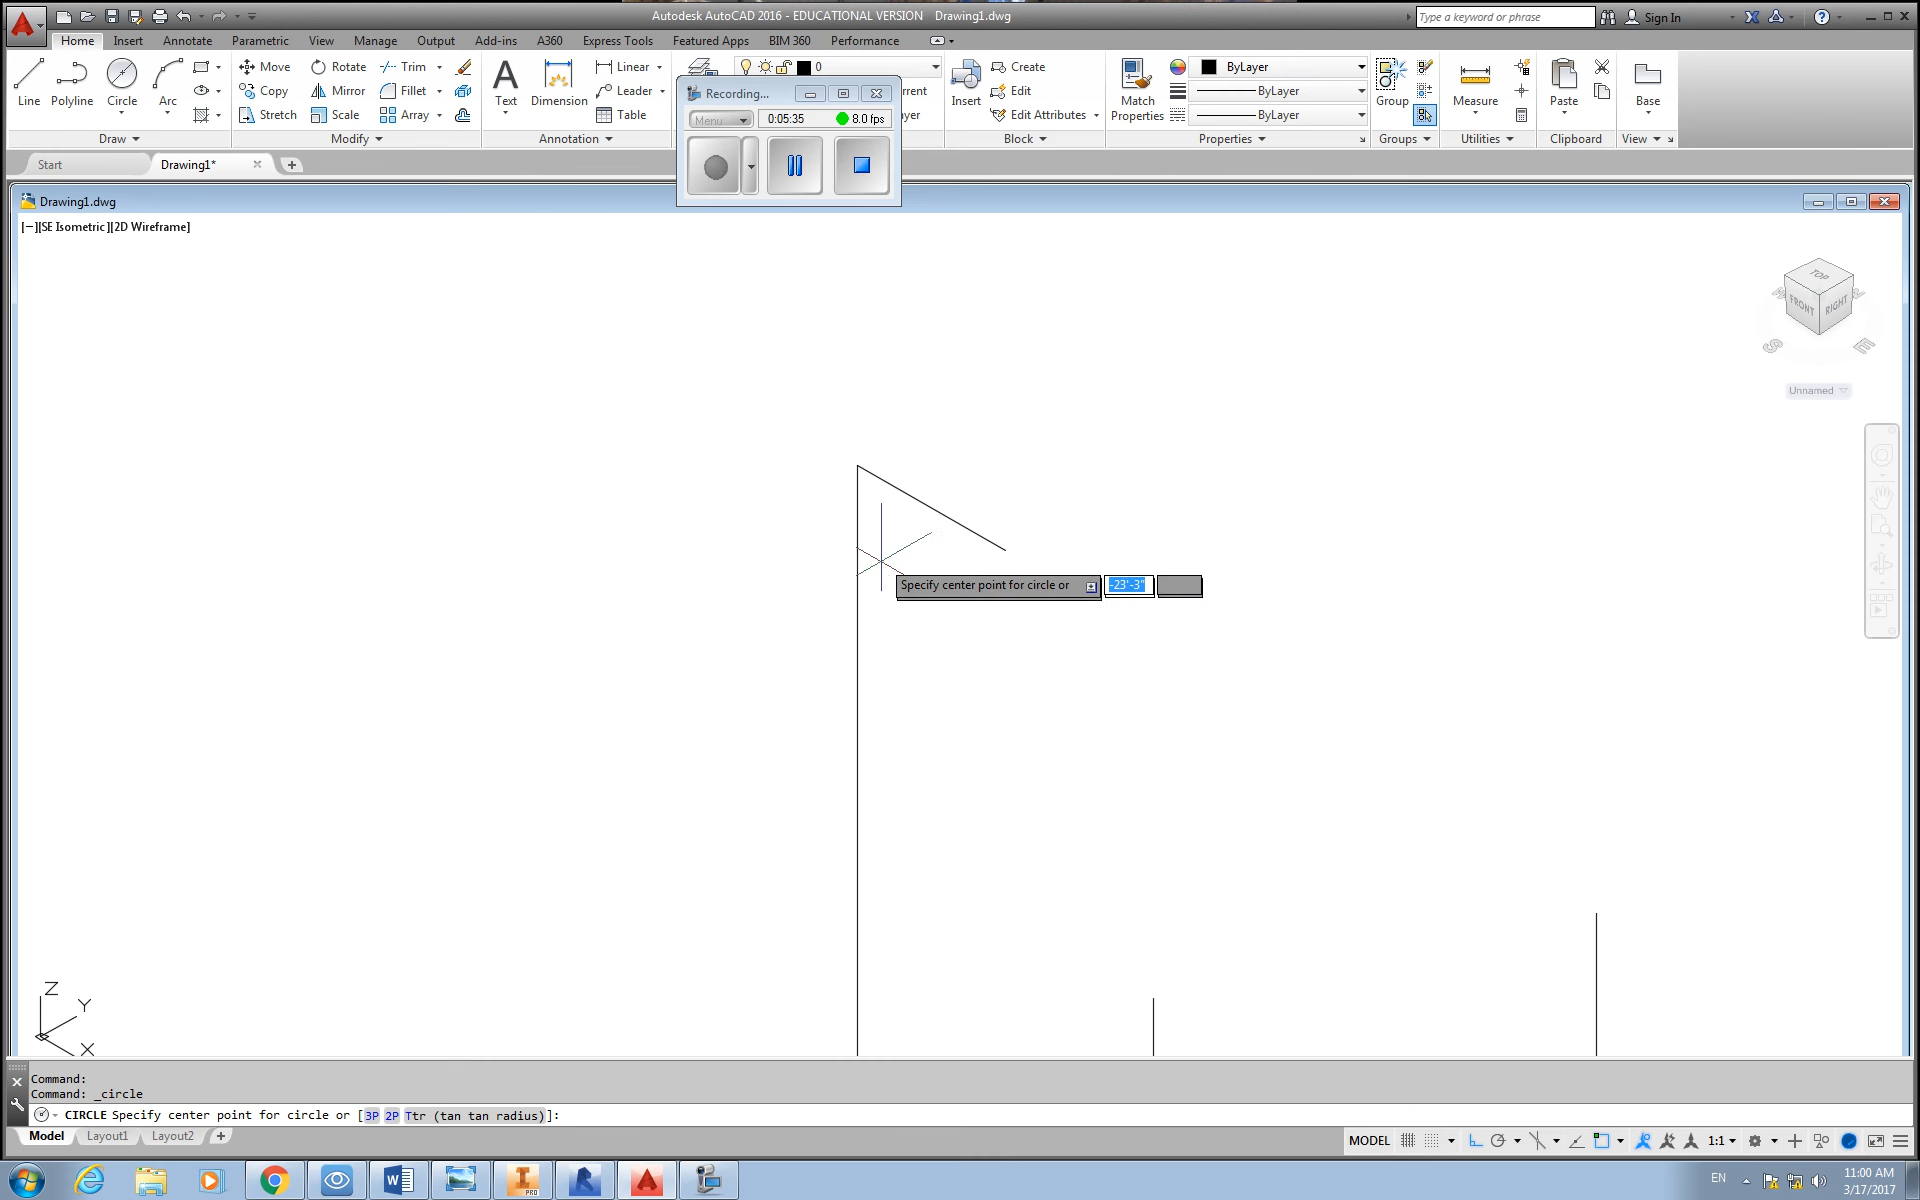 Autodesk AutoCAD 2016 - EDUCATIONAL VERSION Drawing1.dwg
Type a keyword or phrase
Sign In
Home Insert Annotate Parametric View Manage Output Add-ins A360 Express Tools Featured Apps BIM 360 Performance
Line Polyline Circle Arc
Move Rotate Trim
Copy Mirror Fillet
Stretch Scale Array
Text Dimension
Linear
Leader
Table
0
rrent
ayer
Insert
Create
Edit
Edit Attributes
Match
Properties
ByLayer
ByLayer
ByLayer
Group
Measure
Paste
Base
Draw Modify Annotation Block Properties Groups Utilities Clipboard View
Recording...
Menu 0:05:35 8.0 fps
Start Drawing1*
Drawing1.dwg
[–][SE Isometric][2D Wireframe]
TOP
FRONT RIGHT
S E
Unnamed
Specify center point for circle or -23'-3"
Z
Y
X
Command:
Command: _circle
CIRCLE Specify center point for circle or [3P 2P Ttr (tan tan radius)]:
Model Layout1 Layout2
MODEL 1:1
PRO
EN
11:00 AM
3/17/2017